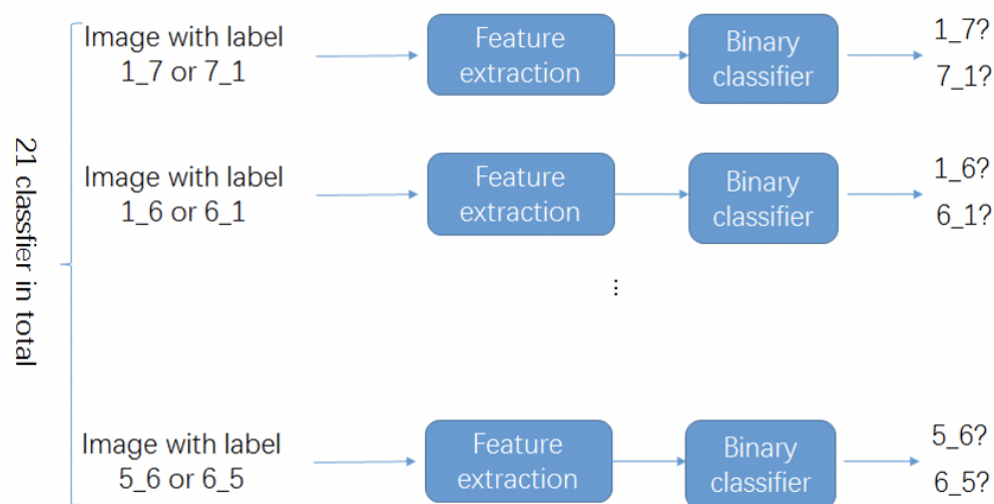 21 classfier in total
Image with label
1_7 or 7_1
Feature
extraction
Binary
classifier
1_7?
7_1?
Image with label
1_6 or 6_1
Feature
extraction
Binary
classifier
1_6?
6_1?
...
Image with label
5_6 or 6_5
Feature
extraction
Binary
classifier
5_6?
6_5?